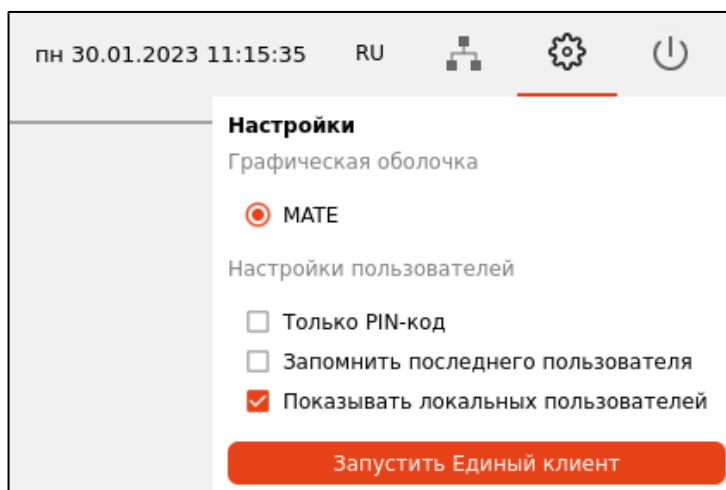 пн 30.01.2023 11:15:35 RU
Настройки
Графическая оболочка
MATE
Настройки пользователей
Только PIN-код
Запомнить последнего пользователя
Показывать локальных пользователей
Запустить Единый клиент